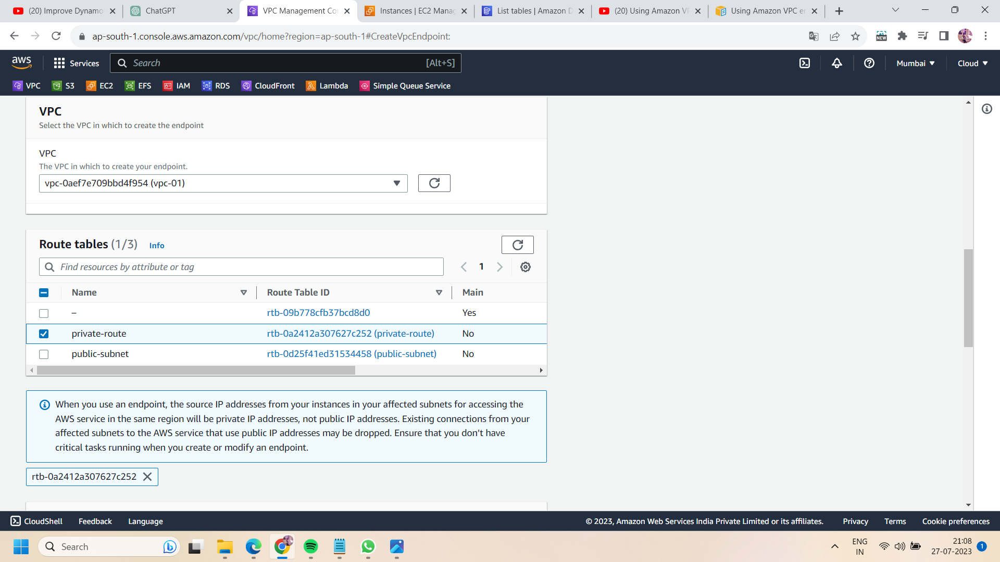 (20) Improve Dynamo
ChatGPT
VPC Management Co
Instances | EC2 Manag
List tables | Amazon D
(20) Using Amazon VP
Using Amazon VPC en
ap-south-1.console.aws.amazon.com/vpc/home?region=ap-south-1#CreateVpcEndpoint:
NEW
aws
Services
Search
[Alt+S]
Mumbai
Cloud
VPC
S3
EC2
EFS
IAM
RDS
CloudFront
Lambda
Simple Queue Service
VPC
Select the VPC in which to create the endpoint
VPC
The VPC in which to create your endpoint.
vpc-0aef7e709bbd4f954 (vpc-01)
Route tables (1/3) Info
Find resources by attribute or tag
1
Name Route Table ID Main
– rtb-09b778cfb37bcd8d0 Yes
private-route rtb-0a2412a307627c252 (private-route) No
public-subnet rtb-0d25f41ed31534458 (public-subnet) No
When you use an endpoint, the source IP addresses from your instances in your affected subnets for accessing the
AWS service in the same region will be private IP addresses, not public IP addresses. Existing connections from your
affected subnets to the AWS service that use public IP addresses may be dropped. Ensure that you don’t have
critical tasks running when you create or modify an endpoint.
rtb-0a2412a307627c252
CloudShell
Feedback
Language
© 2023, Amazon Web Services India Private Limited or its affiliates.
Privacy
Terms
Cookie preferences
Search
ENG
IN
21:08
27-07-2023
1